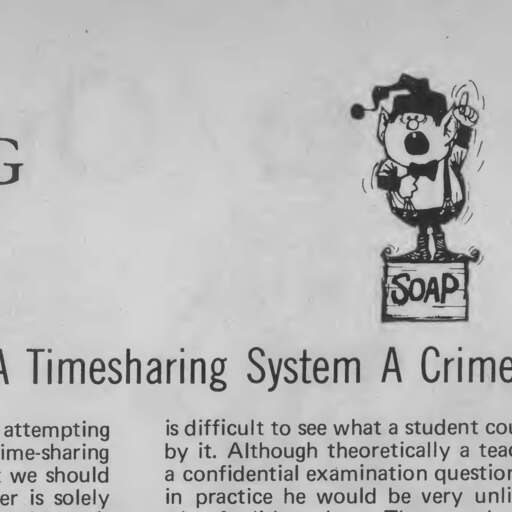 G
SOAP
A Timesharing System A Crime
attempting
ime-sharing
we should
er is solely
is difficult to see what a student cou
by it. Although theoretically a teac
a confidential examination question
in practice he would be very unli